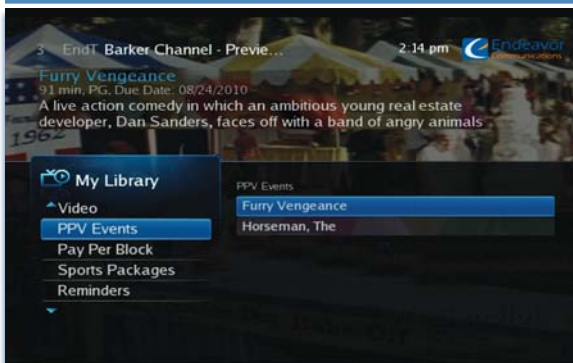 3 EndT Barker Channel - Previe... 2:14 pm Endeavor
Communications
Furry Vengeance
91 min, PG, Due Date: 08/24/2010
A live action comedy in which an ambitious young real estate
developer, Dan Sanders, faces off with a band of angry animals
1962
My Library
PPV Events
Video
Furry Vengeance
PPV Events
Horseman, The
Pay Per Block
Sports Packages
Reminders